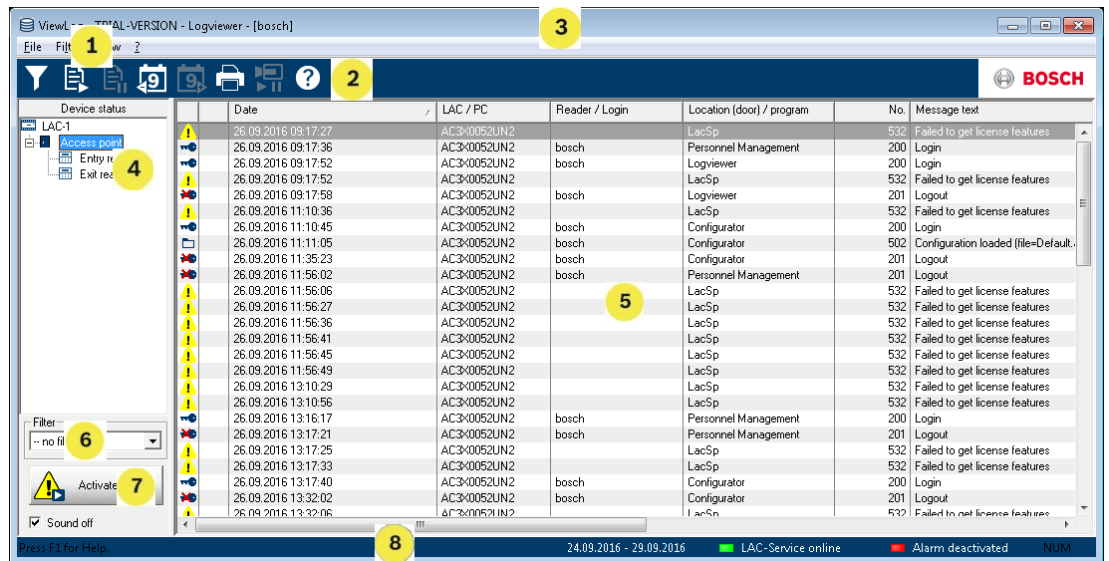 ViewL TRIAL-VERSION - Logviewer - [bosch]
3
File 1 ?
2
BOSCH
Device status
LAC-1
Access point
Entry
Exit
4
Date LAC / PC Reader / Login Location (door) / program No. Message text
26.09.2016 09:17:27 AC3X0052UN2 LacSp 532 Failed to get license features
26.09.2016 09:17:36 AC3X0052UN2 bosch Personnel Management 200 Login
26.09.2016 09:17:52 AC3X0052UN2 bosch Logviewer 200 Login
26.09.2016 09:17:52 AC3X0052UN2 LacSp 532 Failed to get license features
26.09.2016 09:17:58 AC3X0052UN2 bosch Logviewer 201 Logout
26.09.2016 11:10:36 AC3X0052UN2 LacSp 532 Failed to get license features
26.09.2016 11:10:45 AC3X0052UN2 bosch Configurator 200 Login
26.09.2016 11:11:05 AC3X0052UN2 bosch Configurator 502 Configuration loaded (file=Default.
26.09.2016 11:35:23 AC3X0052UN2 bosch Configurator 201 Logout
26.09.2016 11:56:02 AC3X0052UN2 bosch Personnel Management 201 Logout
26.09.2016 11:56:06 AC3X0052UN2 LacSp 532 Failed to get license features
26.09.2016 11:56:27 AC3X0052UN2 5 LacSp 532 Failed to get license features
26.09.2016 11:56:36 AC3X0052UN2 LacSp 532 Failed to get license features
26.09.2016 11:56:41 AC3X0052UN2 LacSp 532 Failed to get license features
26.09.2016 11:56:45 AC3X0052UN2 LacSp 532 Failed to get license features
26.09.2016 11:56:49 AC3X0052UN2 LacSp 532 Failed to get license features
26.09.2016 13:10:29 AC3X0052UN2 LacSp 532 Failed to get license features
26.09.2016 13:10:56 AC3X0052UN2 LacSp 532 Failed to get license features
26.09.2016 13:16:17 AC3X0052UN2 bosch Personnel Management 200 Login
26.09.2016 13:17:21 AC3X0052UN2 bosch Personnel Management 201 Logout
26.09.2016 13:17:25 AC3X0052UN2 LacSp 532 Failed to get license features
26.09.2016 13:17:33 AC3X0052UN2 LacSp 532 Failed to get license features
26.09.2016 13:17:40 AC3X0052UN2 bosch Configurator 200 Login
26.09.2016 13:32:02 AC3X0052UN2 bosch Configurator 201 Logout
26.09.2016 13:32:06 AC3X0052UN2 LacSp 532 Failed to get license features
Filter
-- no 6
Activate 7
Sound off
Press F1 for Help. 8 24.09.2016 - 29.09.2016 LAC-Service online Alarm deactivated NUM